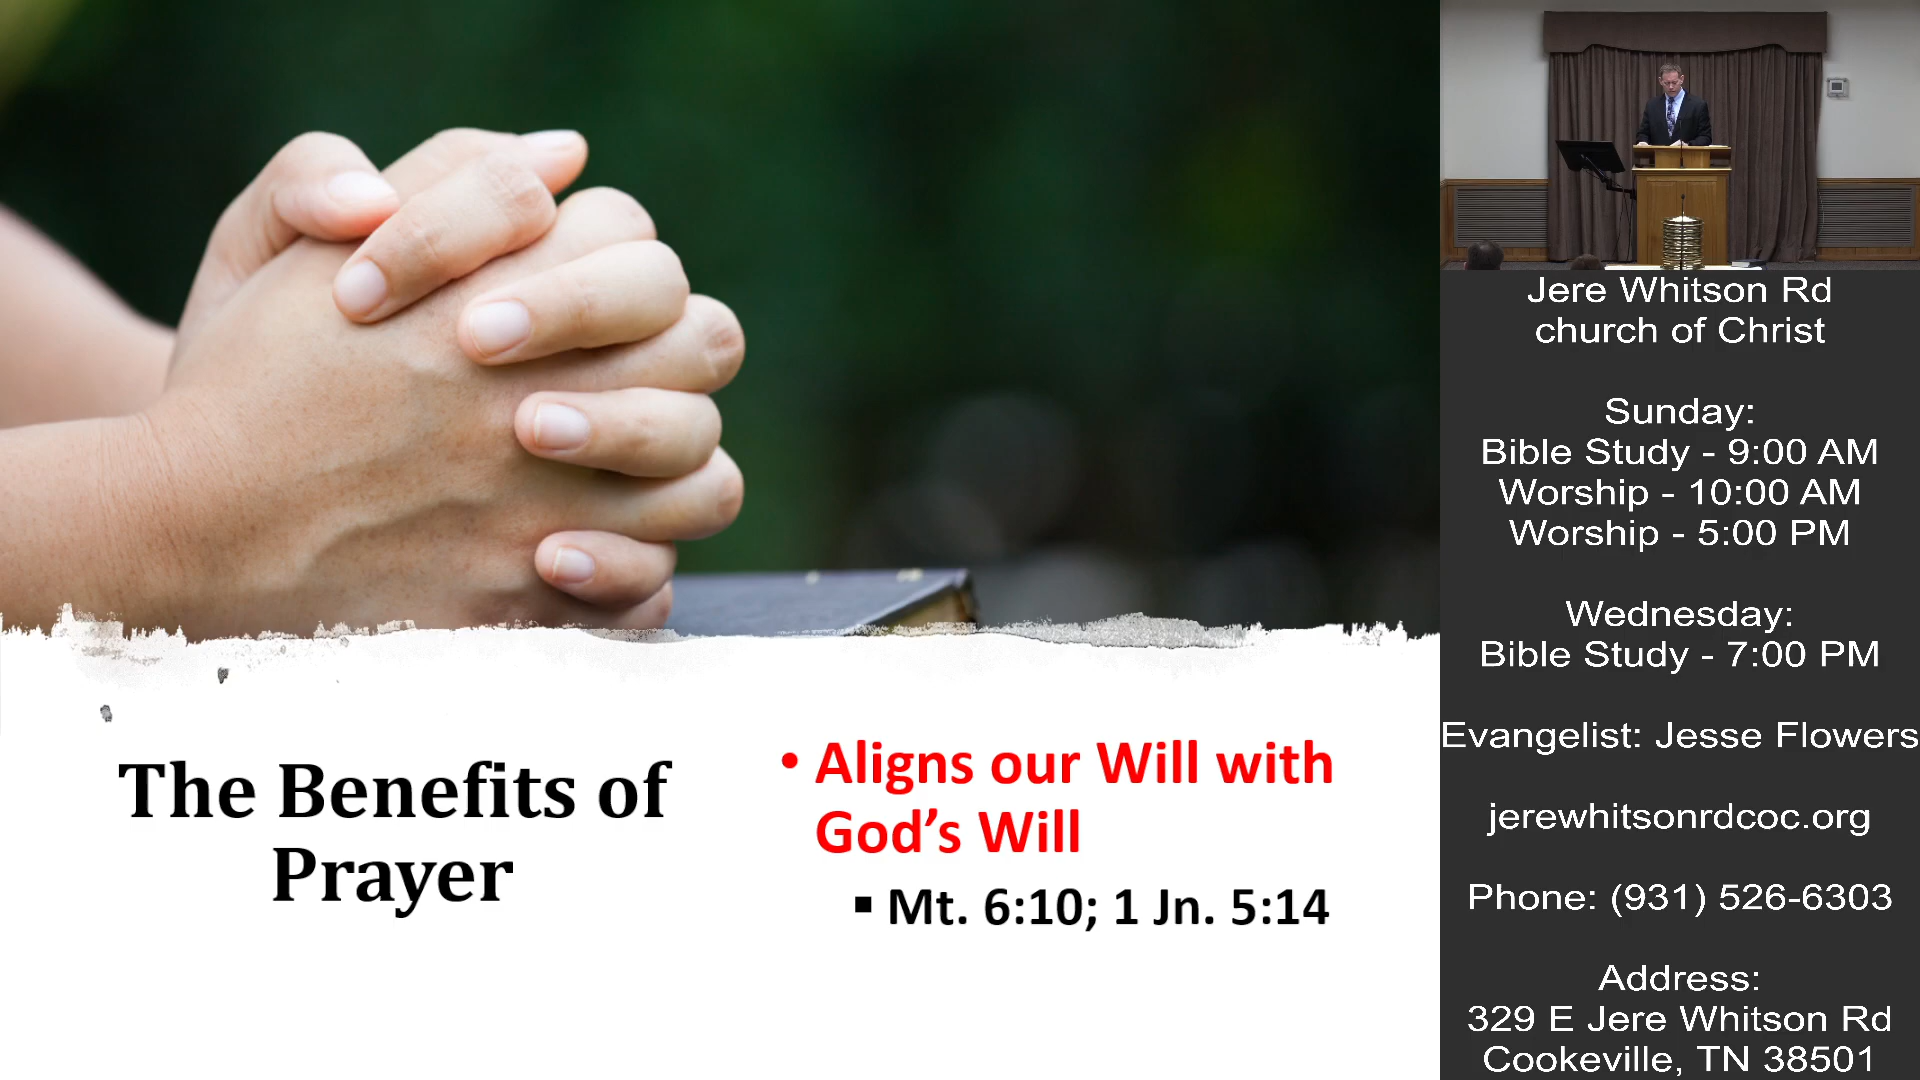 The Benefits of
Prayer
• Aligns our Will with
God’s Will
▪ Mt. 6:10; 1 Jn. 5:14
Jere Whitson Rd
church of Christ
Sunday:
Bible Study - 9:00 AM
Worship - 10:00 AM
Worship - 5:00 PM
Wednesday:
Bible Study - 7:00 PM
Evangelist: Jesse Flowers
jerewhitsonrdcoc.org
Phone: (931) 526-6303
Address:
329 E Jere Whitson Rd
Cookeville, TN 38501